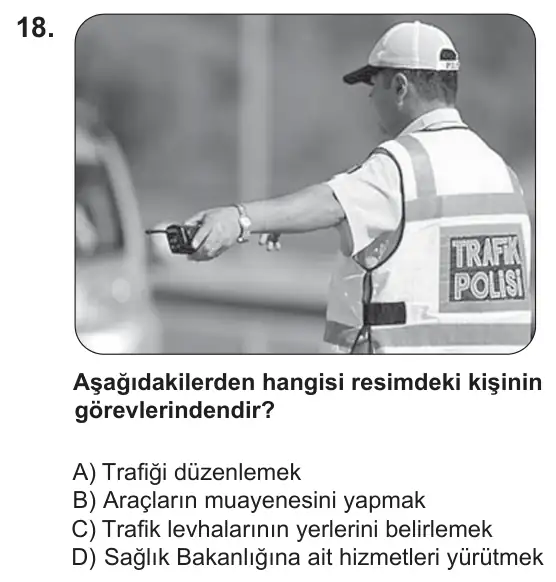 18.
TRAFİK
POLİSİ
Aşağıdakilerden hangisi resimdeki kişinin
görevlerindendir?
A) Trafiği düzenlemek
B) Araçların muayenesini yapmak
C) Trafik levhalarının yerlerini belirlemek
D) Sağlık Bakanlığına ait hizmetleri yürütmek